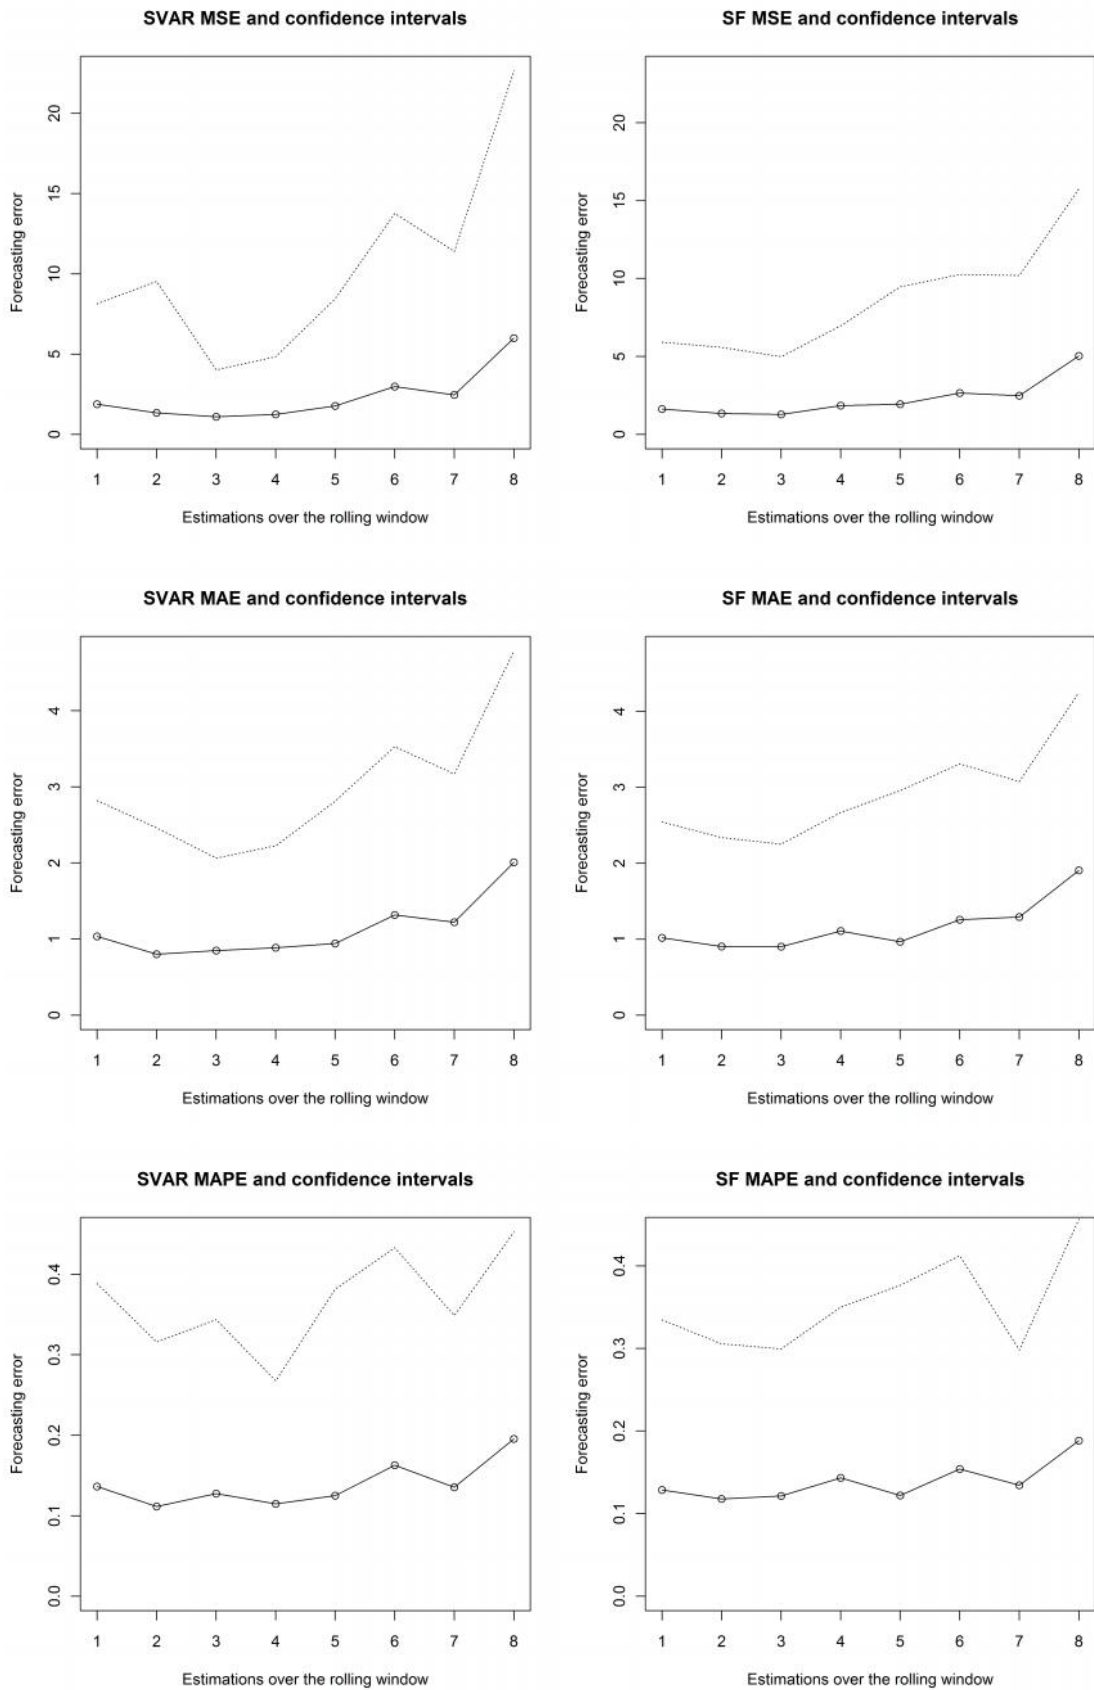 SVAR MSE and confidence intervals
Forecasting error
20
15
10
5
0
1 2 3 4 5 6 7 8
Estimations over the rolling window
SF MSE and confidence intervals
Forecasting error
20
15
10
5
0
1 2 3 4 5 6 7 8
Estimations over the rolling window
SVAR MAE and confidence intervals
Forecasting error
4
3
2
1
0
1 2 3 4 5 6 7 8
Estimations over the rolling window
SF MAE and confidence intervals
Forecasting error
4
3
2
1
0
1 2 3 4 5 6 7 8
Estimations over the rolling window
SVAR MAPE and confidence intervals
Forecasting error
0.4
0.3
0.2
0.1
0.0
1 2 3 4 5 6 7 8
Estimations over the rolling window
SF MAPE and confidence intervals
Forecasting error
0.4
0.3
0.2
0.1
0.0
1 2 3 4 5 6 7 8
Estimations over the rolling window